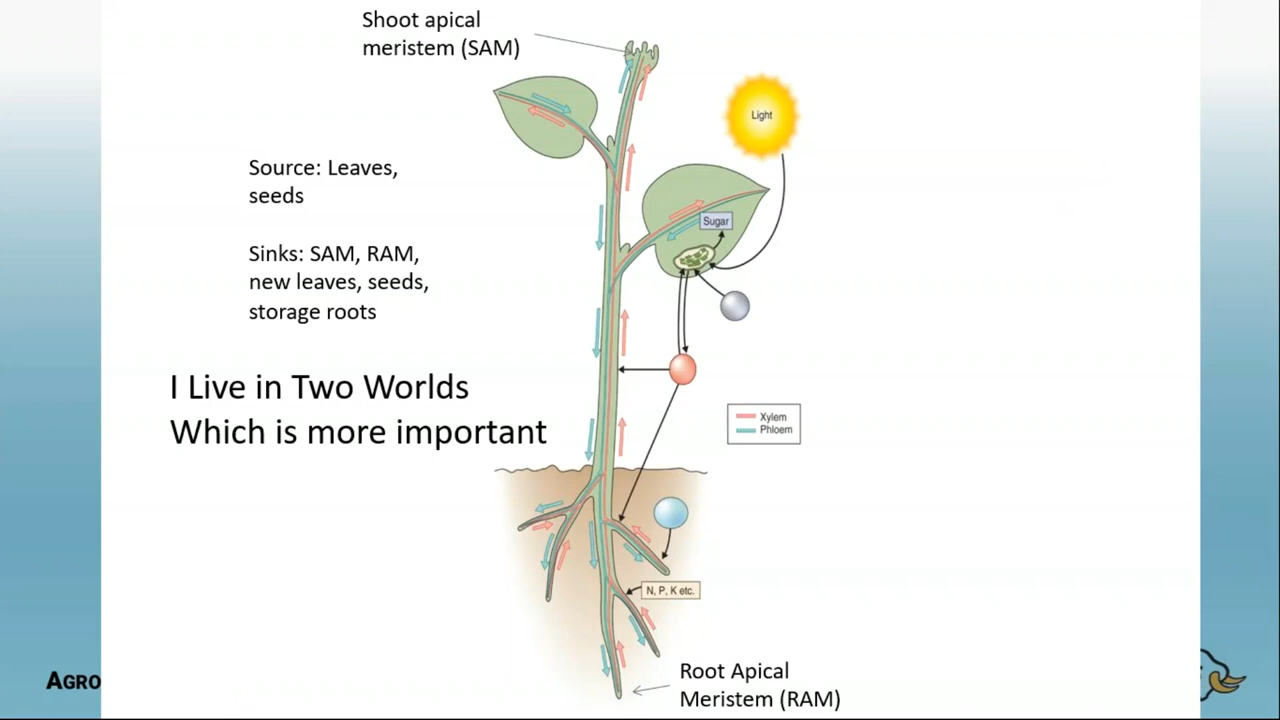 Shoot apical
meristem (SAM)
Light
Source: Leaves,
seeds
Sugar
Sinks: SAM, RAM,
new leaves, seeds,
storage roots
I Live in Two Worlds
Which is more important
Xylem
Phloem
N, P, K etc.
Root Apical
Meristem (RAM)
AGRO